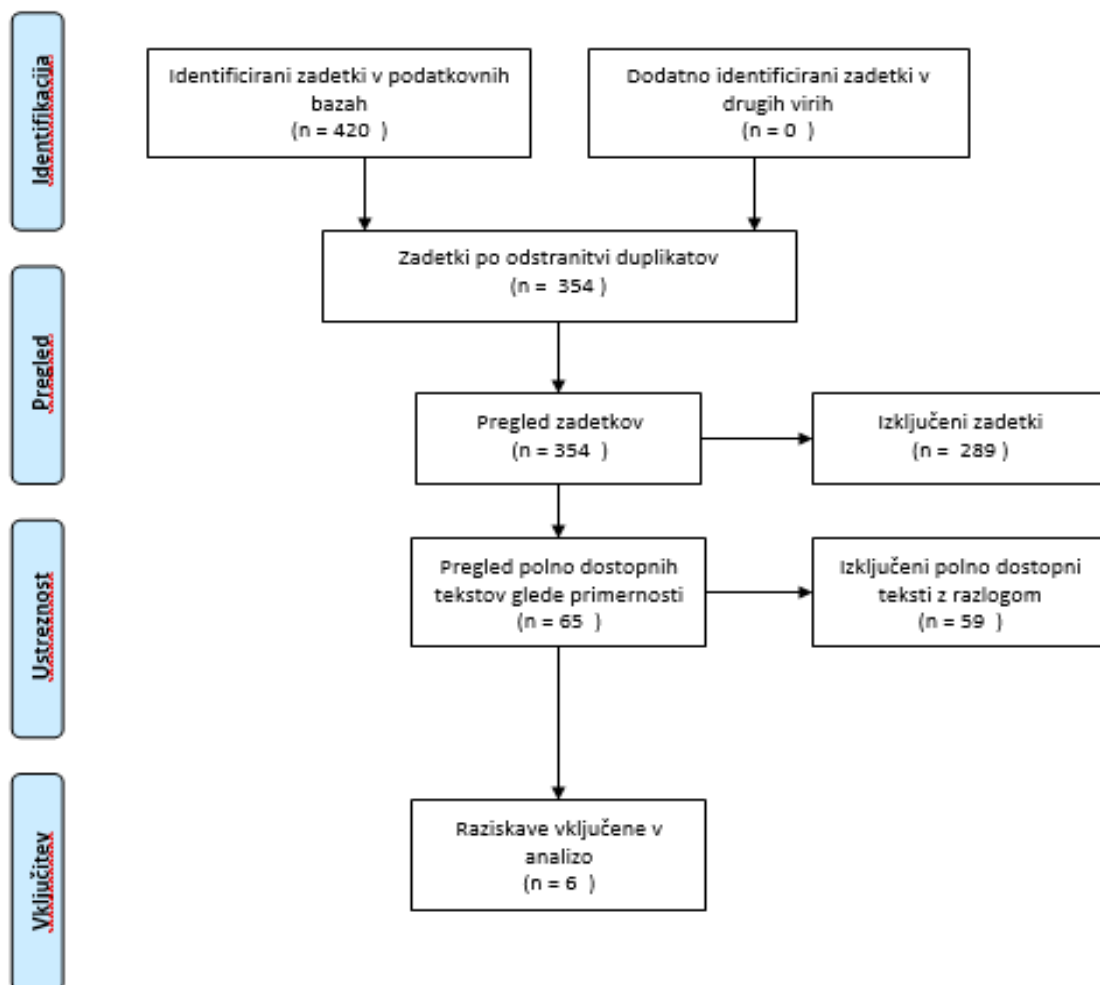 Identifikacija
Identificirani zadetki v podatkovnih
bazah
(n = 420 )
Dodatno identificirani zadetki v
drugih virih
(n = 0 )
Zadetki po odstranitvi duplikatov
(n = 354 )
Pregled
Pregled zadetkov
(n = 354 )
Izključeni zadetki
(n = 289 )
Ustreznost
Pregled polno dostopnih
tekstov glede primernosti
(n = 65 )
Izključeni polno dostopni
teksti z razlogom
(n = 59 )
Vključitev
Raziskave vključene v
analizo
(n = 6 )